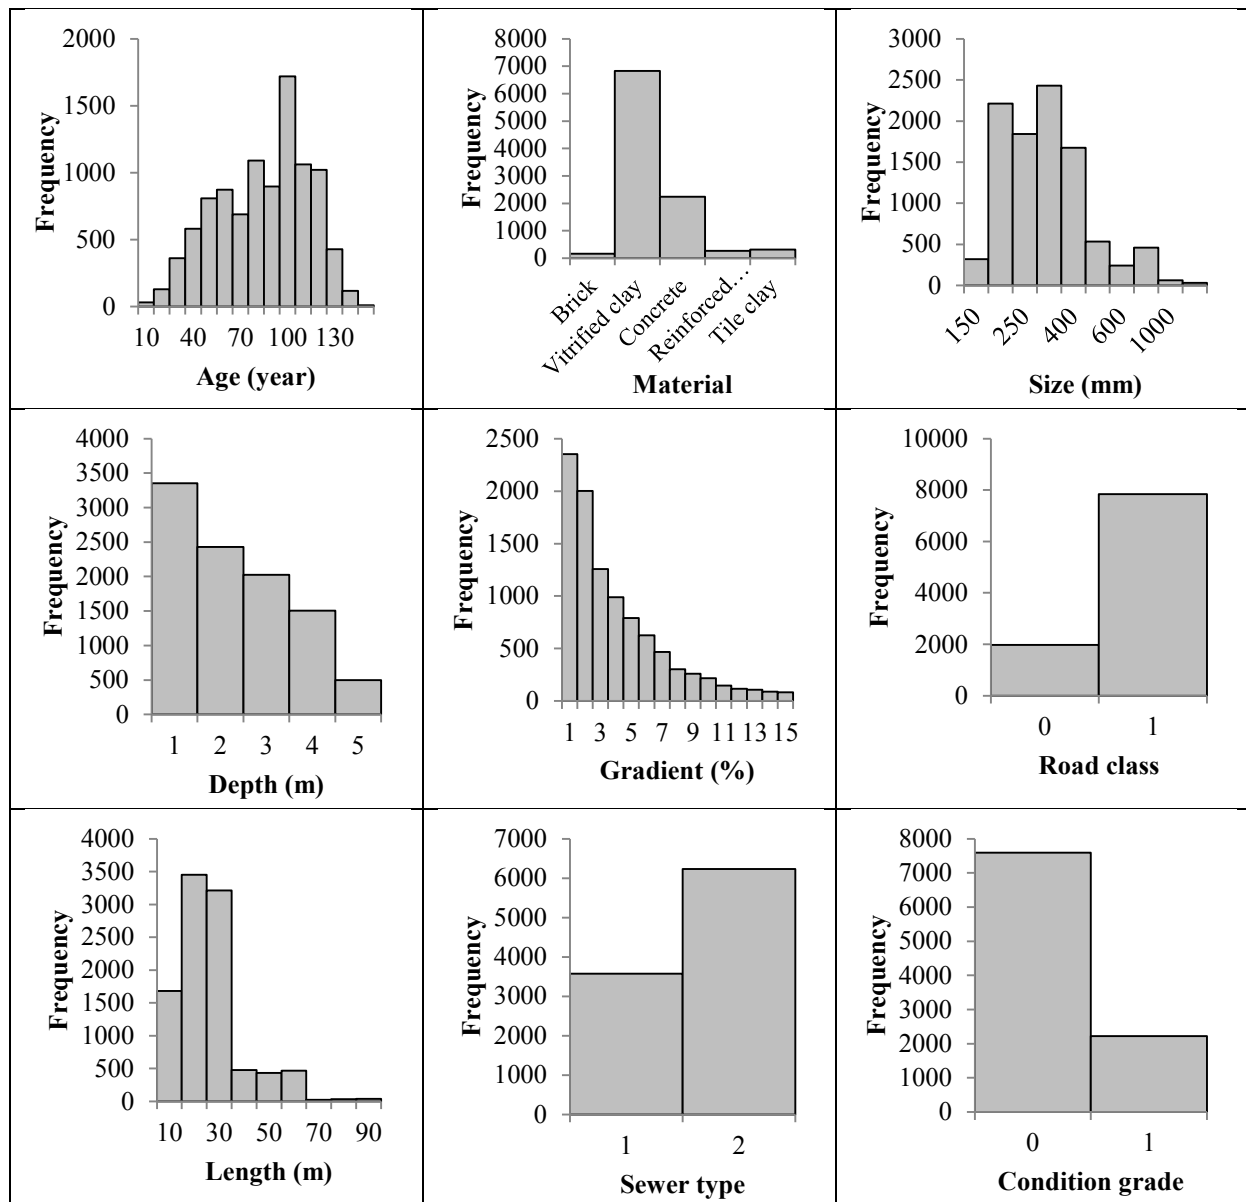 2000
1500
1000
500
0
Frequency
10 40 70 100 130
Age (year)
8000
7000
6000
5000
4000
3000
2000
1000
0
Frequency
Brick
Vitrified clay
Concrete
Reinforced…
Tile clay
Material
3000
2500
2000
1500
1000
500
0
Frequency
150 250 400 600 1000
Size (mm)
4000
3500
3000
2500
2000
1500
1000
500
0
Frequency
1 2 3 4 5
Depth (m)
2500
2000
1500
1000
500
0
Frequency
1 3 5 7 9 11 13 15
Gradient (%)
10000
8000
6000
4000
2000
0
Frequency
0 1
Road class
4000
3500
3000
2500
2000
1500
1000
500
0
Frequency
10 30 50 70 90
Length (m)
7000
6000
5000
4000
3000
2000
1000
0
Frequency
1 2
Sewer type
8000
7000
6000
5000
4000
3000
2000
1000
0
Frequency
0 1
Condition grade